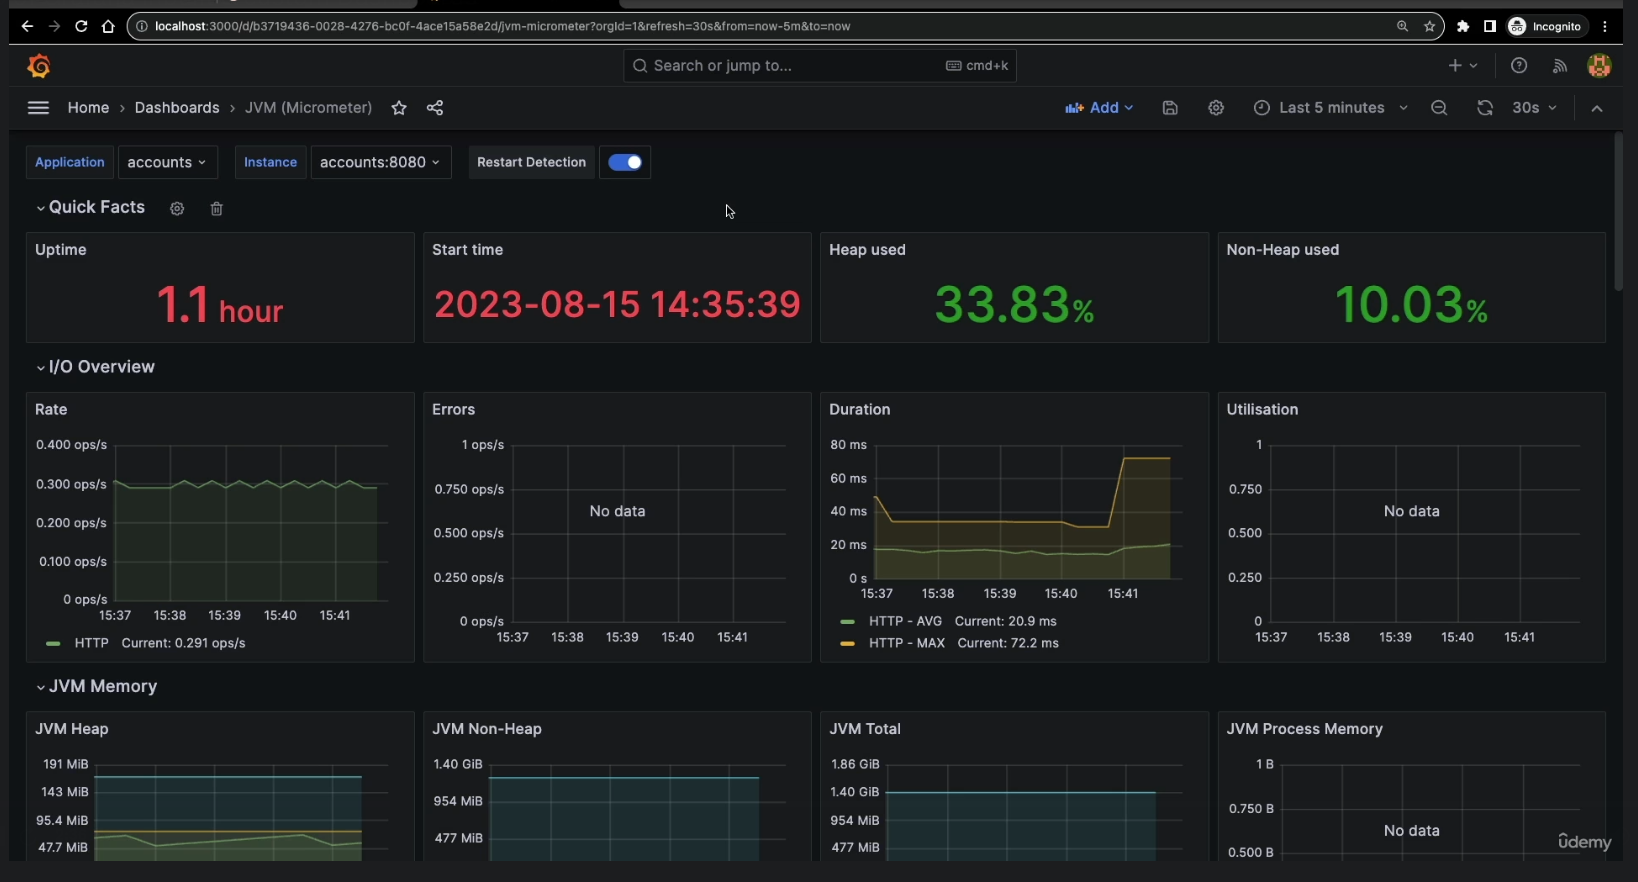 localhost:3000/d/b3719436-0028-4276-bc0f-4ace15a58e2d/jvm-micrometer?orgId=1&refresh=30s&from=now-5m&to=now
Incognito
Search or jump to...
cmd+k
Home > Dashboards > JVM (Micrometer)
Add
Last 5 minutes
30s
Application accounts
Instance accounts:8080
Restart Detection
Quick Facts
Uptime
1.1 hour
Start time
2023-08-15 14:35:39
Heap used
33.83%
Non-Heap used
10.03%
I/O Overview
Rate
0.400 ops/s
0.300 ops/s
0.200 ops/s
0.100 ops/s
0 ops/s
15:37 15:38 15:39 15:40 15:41
HTTP Current: 0.291 ops/s
Errors
1 ops/s
0.750 ops/s
0.500 ops/s
0.250 ops/s
0 ops/s
No data
15:37 15:38 15:39 15:40 15:41
Duration
80 ms
60 ms
40 ms
20 ms
0 s
15:37 15:38 15:39 15:40 15:41
HTTP - AVG Current: 20.9 ms
HTTP - MAX Current: 72.2 ms
Utilisation
1
0.750
0.500
0.250
0
No data
15:37 15:38 15:39 15:40 15:41
JVM Memory
JVM Heap
191 MiB
143 MiB
95.4 MiB
47.7 MiB
JVM Non-Heap
1.40 GiB
954 MiB
477 MiB
JVM Total
1.86 GiB
1.40 GiB
954 MiB
477 MiB
JVM Process Memory
1 B
0.750 B
0.500 B
No data
ûdemy